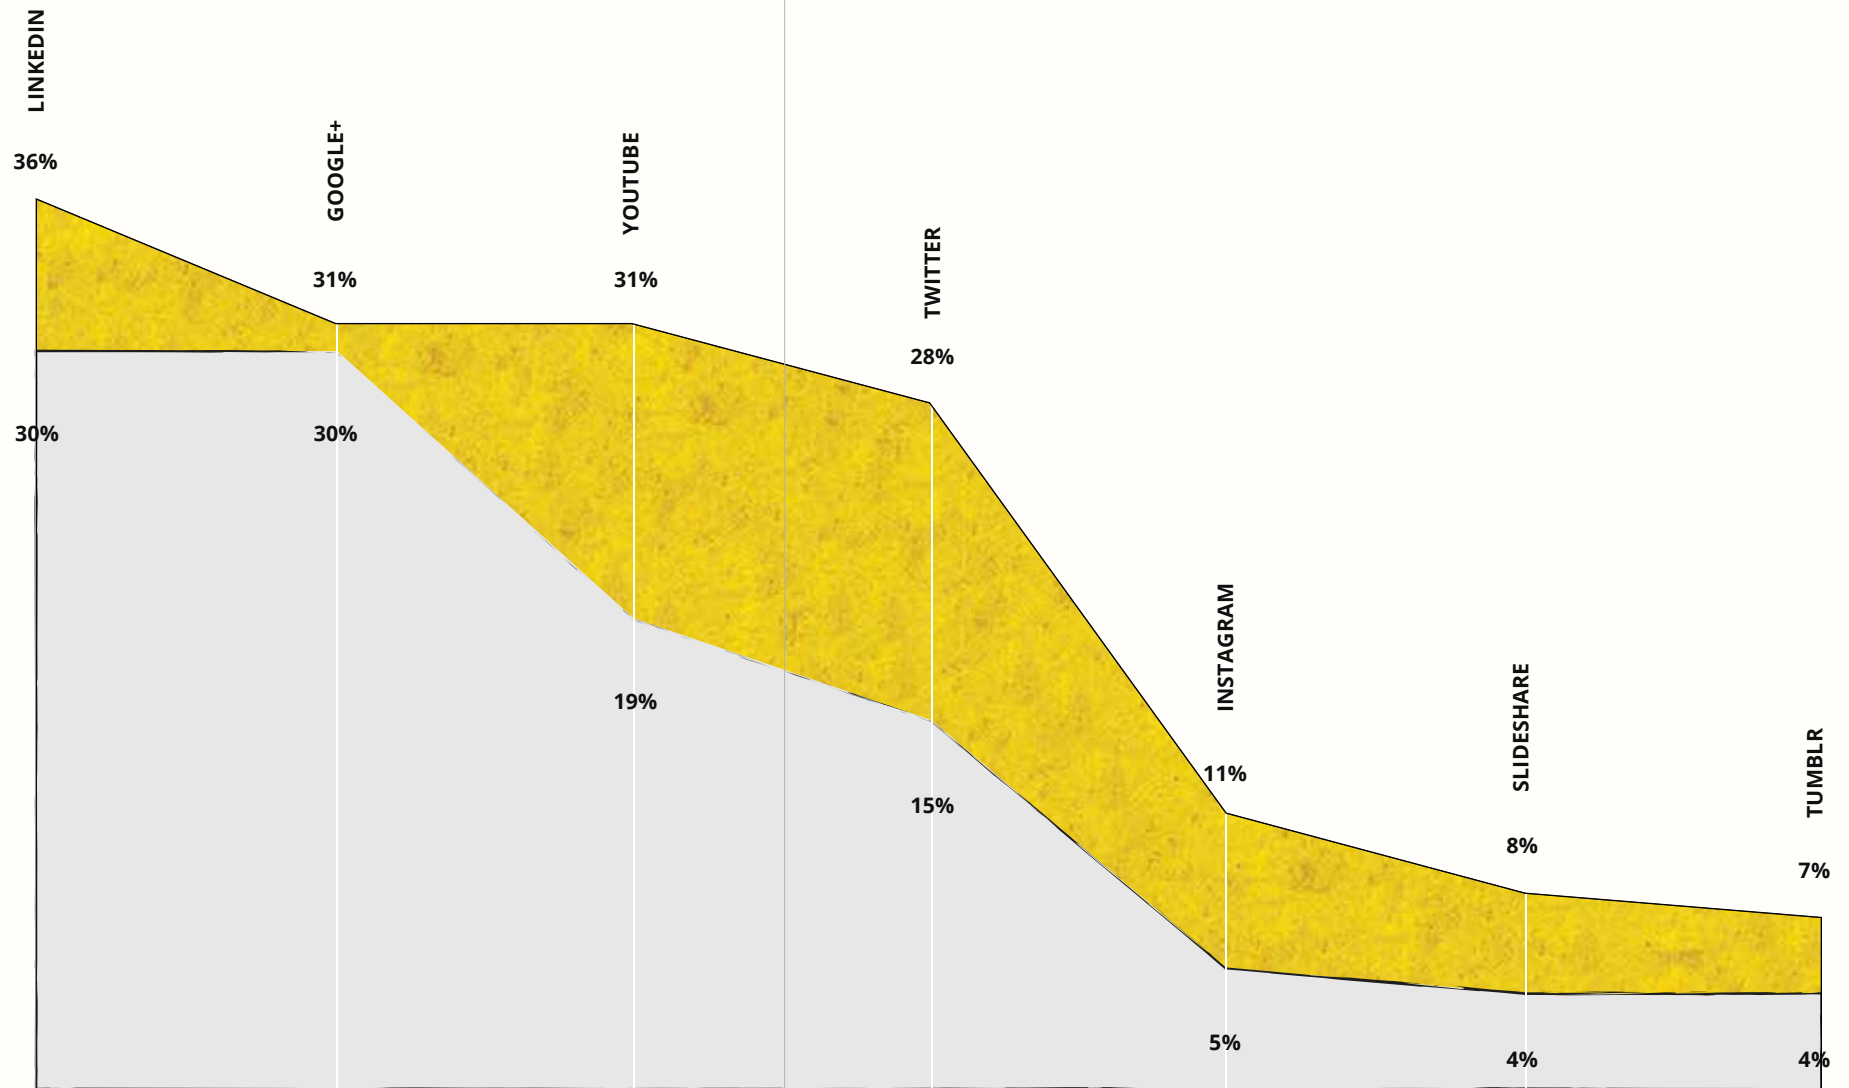 LINKEDIN
36%
30%
GOOGLE+
31%
30%
YOUTUBE
31%
19%
TWITTER
28%
15%
INSTAGRAM
11%
5%
SLIDESHARE
8%
4%
TUMBLR
7%
4%